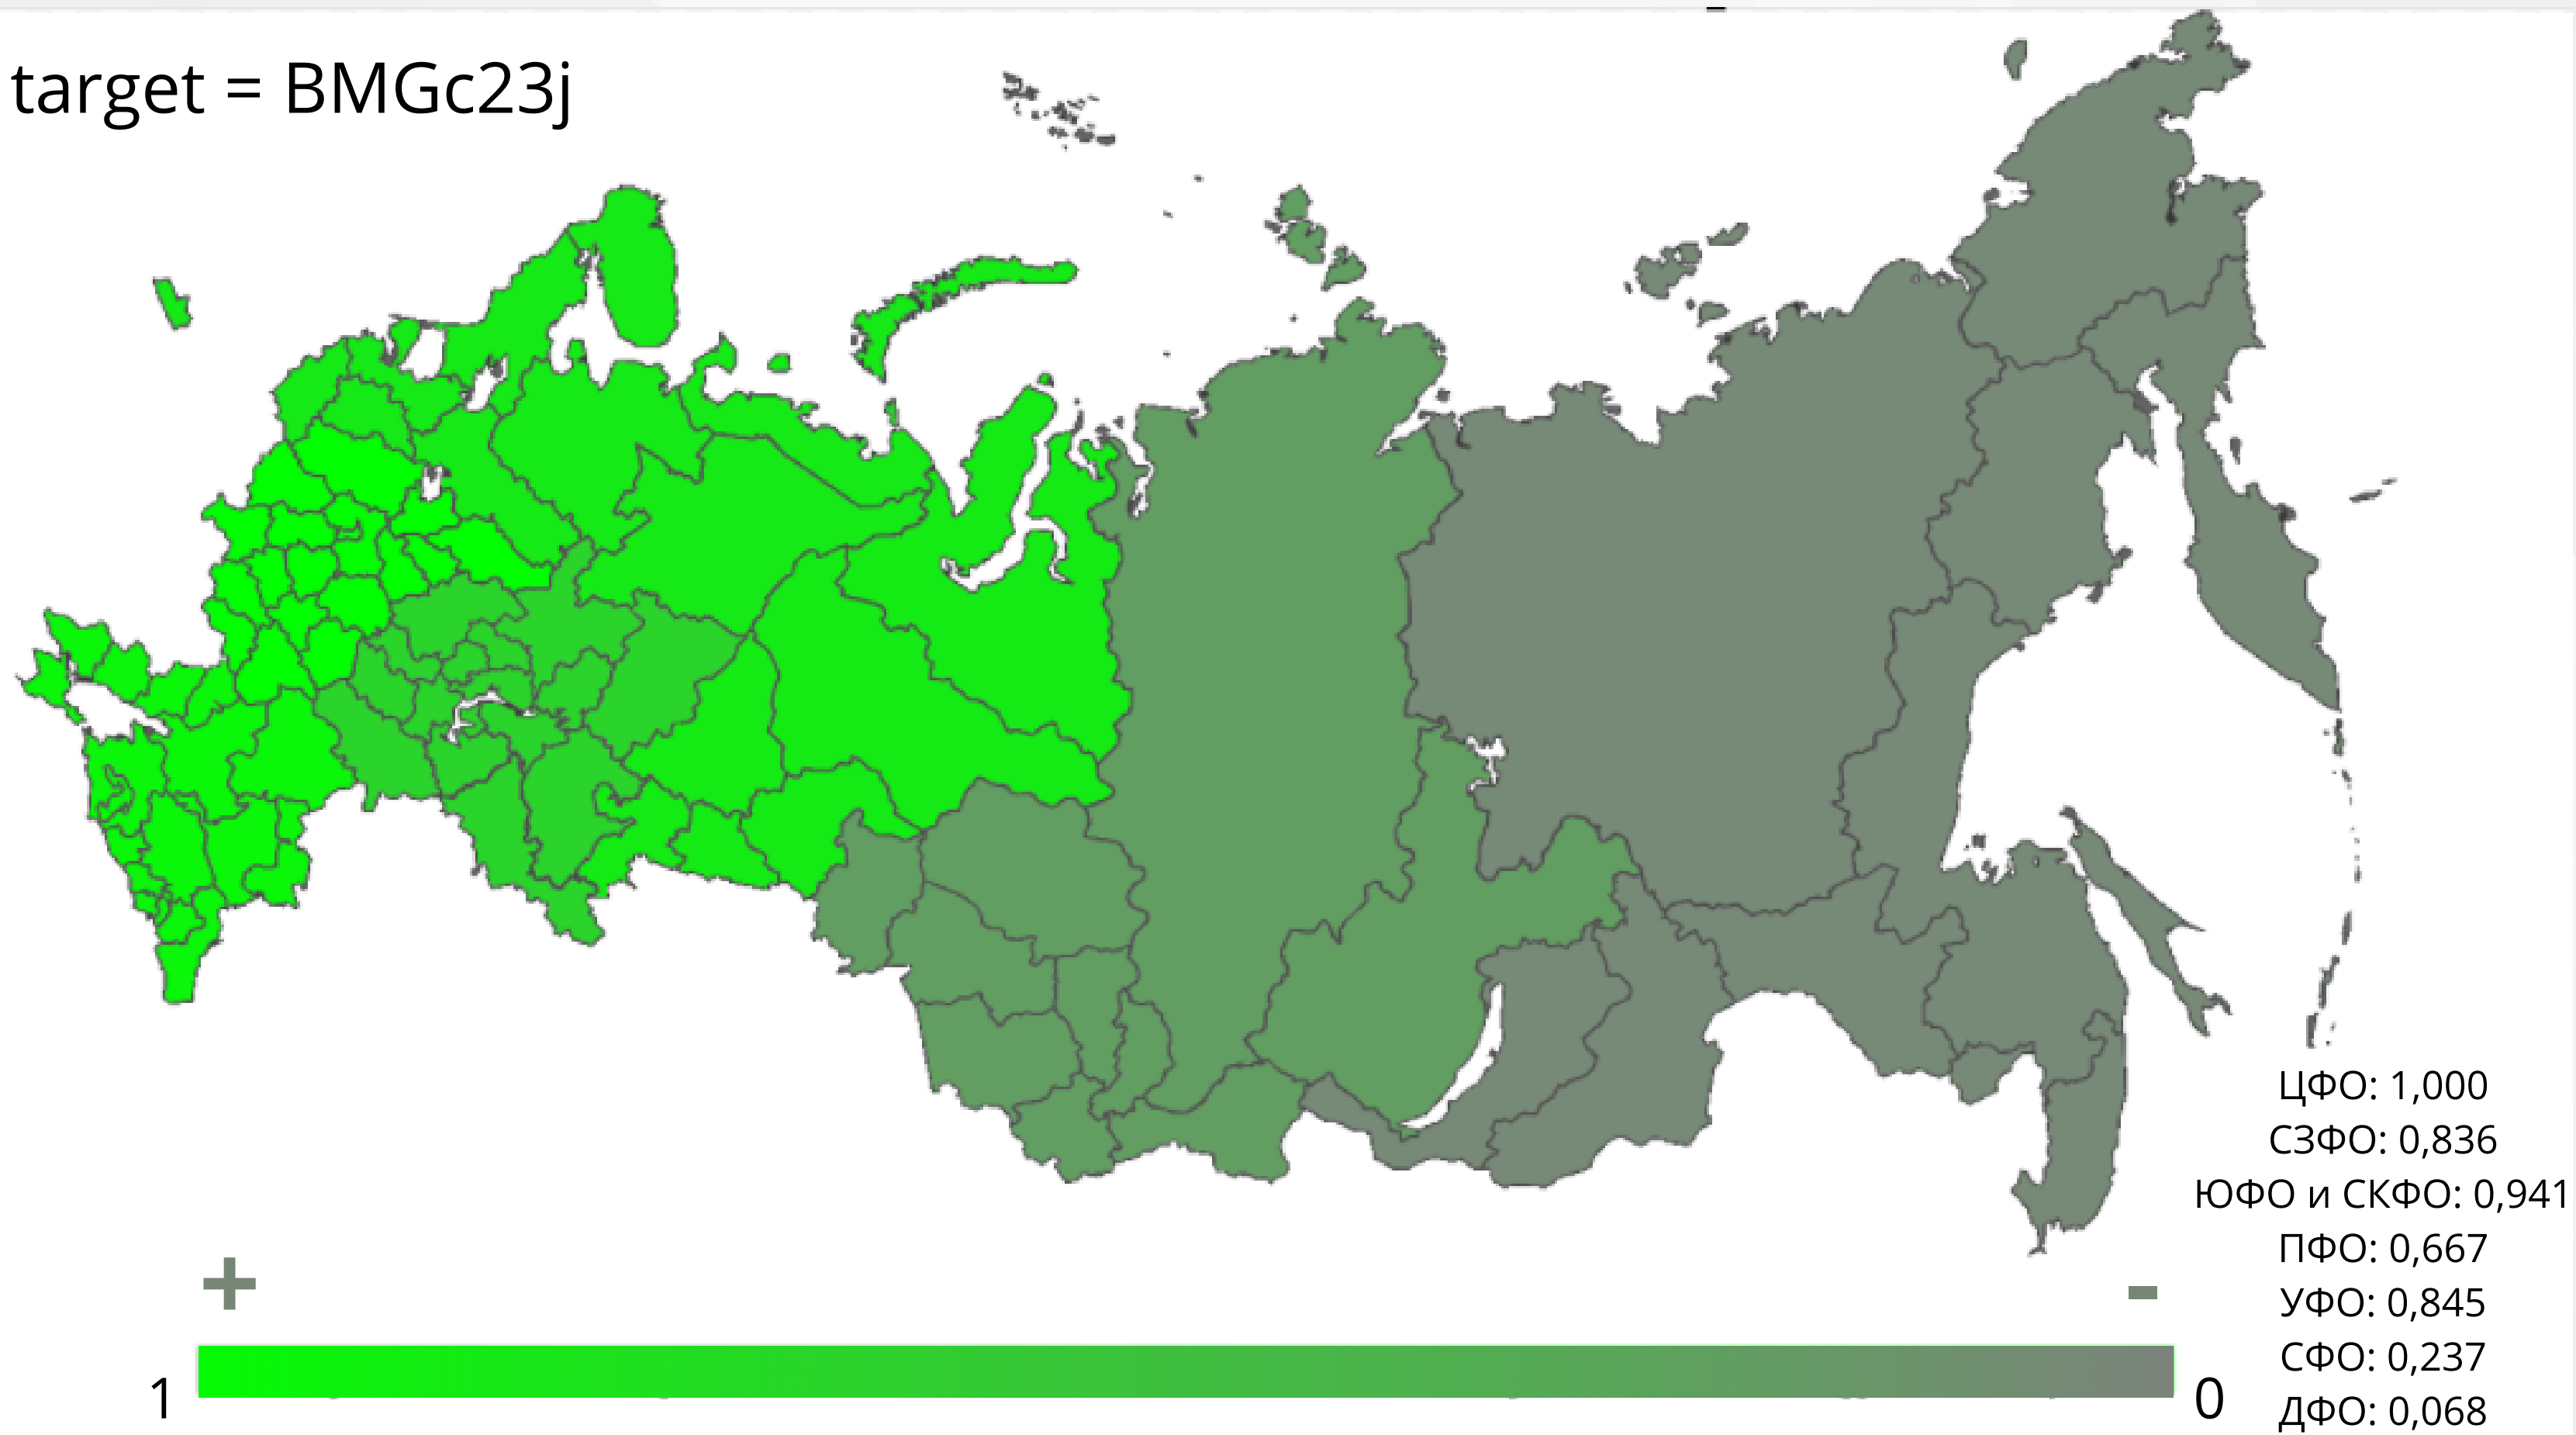 target = BMGc23j
ЦФО: 1,000
СЗФО: 0,836
ЮФО и СКФО: 0,941
ПФО: 0,667
УФО: 0,845
СФО: 0,237
ДФО: 0,068
+ -
1 0